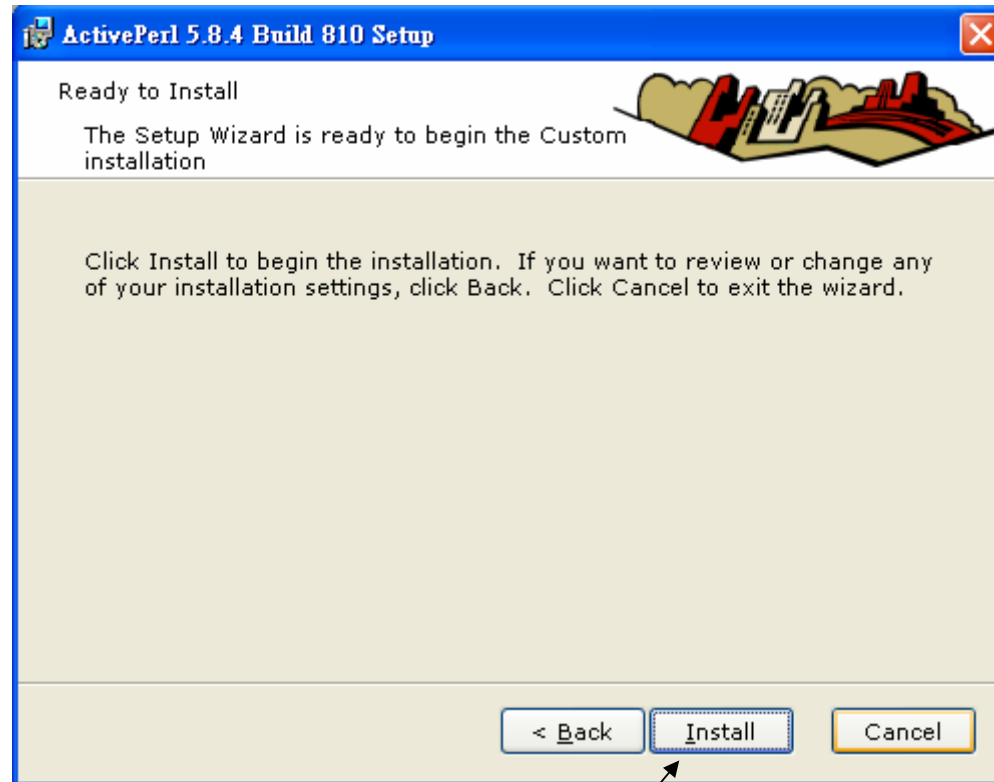 ActivePerl 5.8.4 Build 810 Setup
Ready to Install
The Setup Wizard is ready to begin the Custom
installation
Click Install to begin the installation.  If you want to review or change any
of your installation settings, click Back.  Click Cancel to exit the wizard.
< Back
Install
Cancel